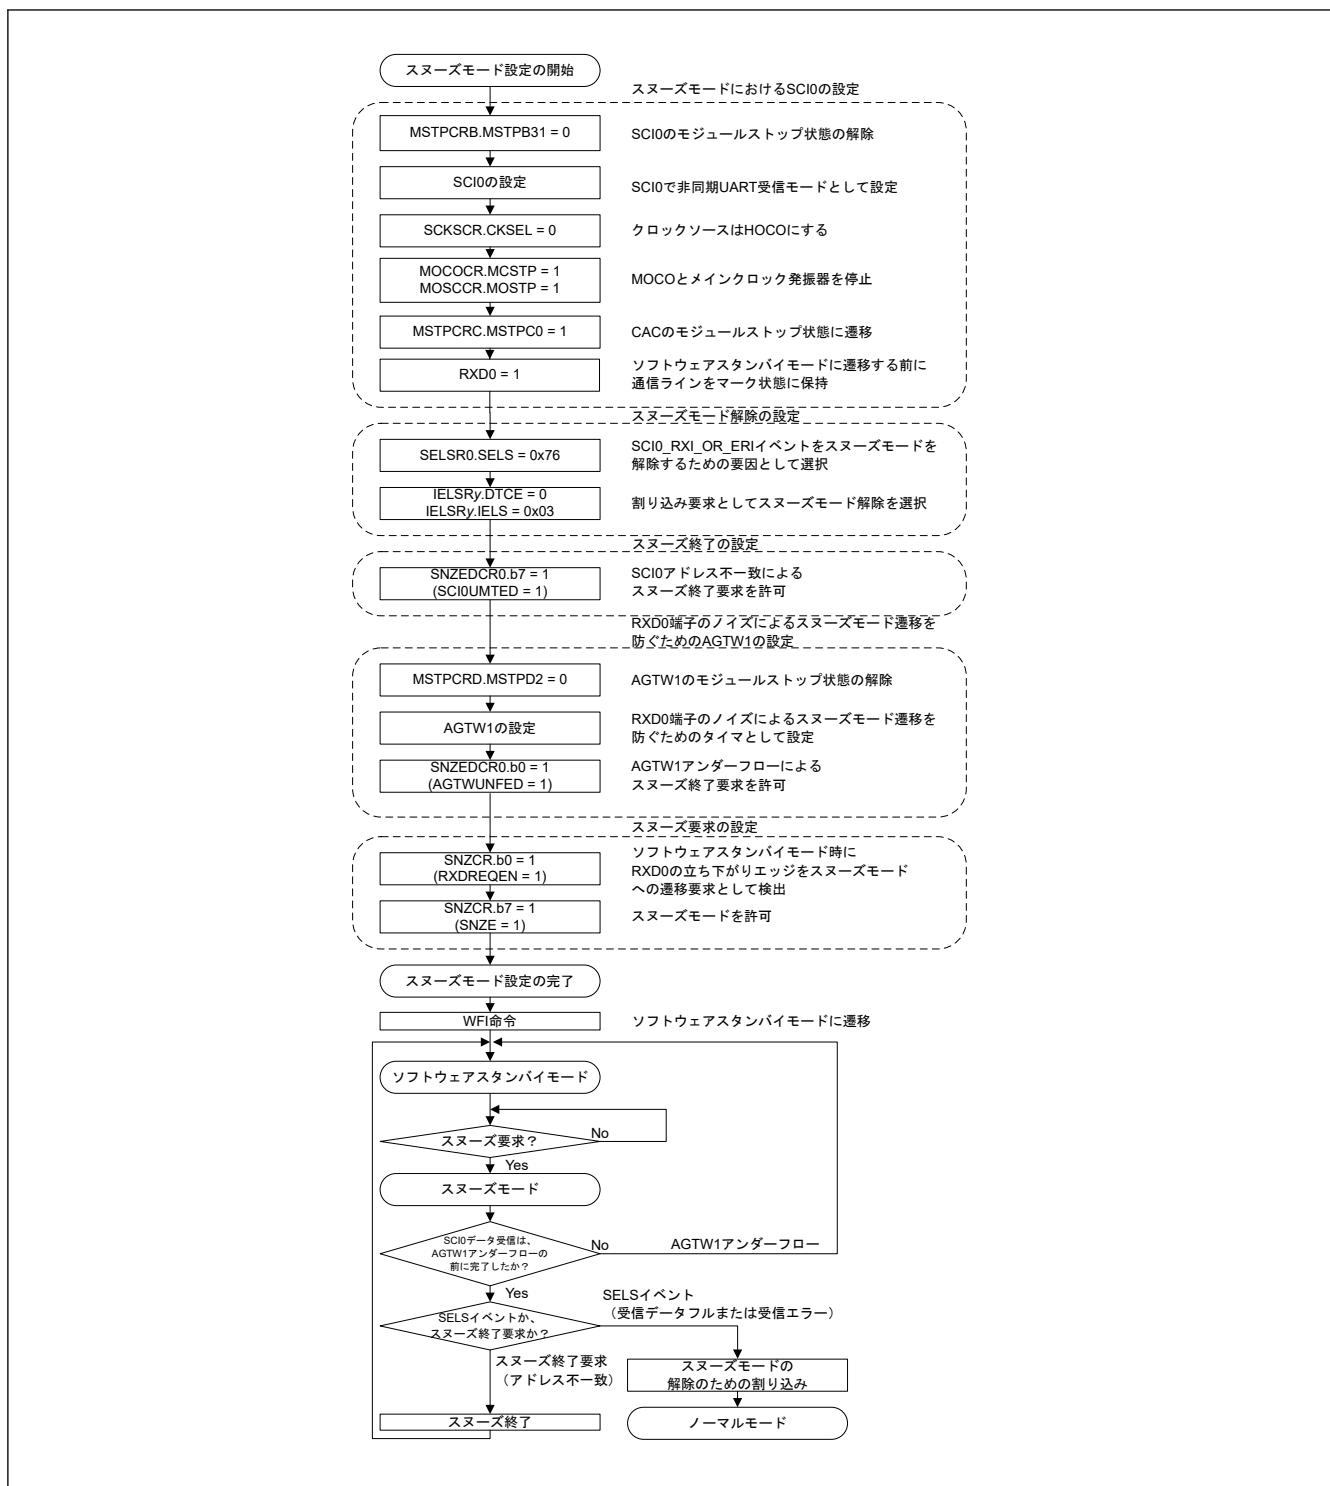 スヌーズモード設定の開始
スヌーズモードにおけるSCI0の設定
MSTPCRB.MSTPB31 = 0
SCI0のモジュールストップ状態の解除
SCI0の設定
SCI0で非同期UART受信モードとして設定
SCKSCR.CKSEL = 0
クロックソースはHOCOにする
MOCOCR.MCSTP = 1
MOSCCR.MOSTP = 1
MOCOとメインクロック発振器を停止
MSTPCRC.MSTPC0 = 1
CACのモジュールストップ状態に遷移
RXD0 = 1
ソフトウェアスタンバイモードに遷移する前に
通信ラインをマーク状態に保持
スヌーズモード解除の設定
SELSR0.SELS = 0x76
SCI0_RXI_OR_ERIイベントをスヌーズモードを
解除するための要因として選択
IELSRy.DTCE = 0
IELSRy.IELS = 0x03
割り込み要求としてスヌーズモード解除を選択
スヌーズ終了の設定
SNZEDCR0.b7 = 1
(SCI0UMTED = 1)
SCI0アドレス不一致による
スヌーズ終了要求を許可
RXD0端子のノイズによるスヌーズモード遷移を
防ぐためのAGTW1の設定
MSTPCRD.MSTPD2 = 0
AGTW1のモジュールストップ状態の解除
AGTW1の設定
RXD0端子のノイズによるスヌーズモード遷移を
防ぐためのタイマとして設定
SNZEDCR0.b0 = 1
(AGTWUNFED = 1)
AGTW1アンダーフローによる
スヌーズ終了要求を許可
スヌーズ要求の設定
SNZCR.b0 = 1
(RXDREQEN = 1)
ソフトウェアスタンバイモード時に
RXD0の立ち下がりエッジをスヌーズモード
への遷移要求として検出
SNZCR.b7 = 1
(SNZE = 1)
スヌーズモードを許可
スヌーズモード設定の完了
WFI命令
ソフトウェアスタンバイモードに遷移
ソフトウェアスタンバイモード
スヌーズ要求？
No
Yes
スヌーズモード
SCI0データ受信は、
AGTW1アンダーフローの
前に完了したか？
No
AGTW1アンダーフロー
Yes
SELSイベントか、
スヌーズ終了要求か？
SELSイベント
（受信データフルまたは受信エラー）
スヌーズ終了要求
（アドレス不一致）
スヌーズモードの
解除のための割り込み
スヌーズ終了
ノーマルモード